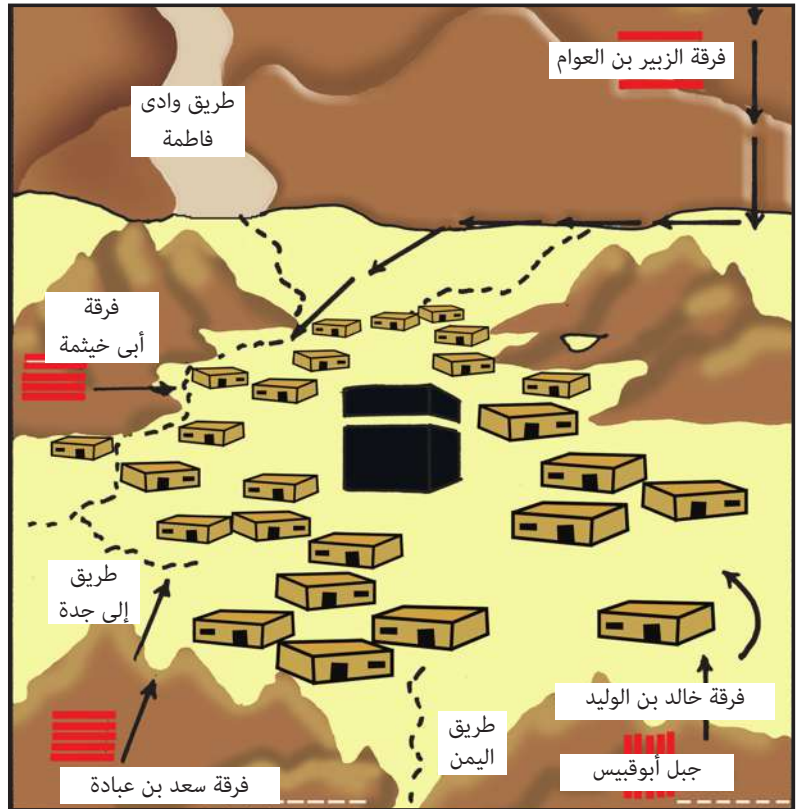 فرقة الزبير بن العوام
طريق وادى
فاطمة
فرقة
أبى خيثمة
طريق
إلى جدة
فرقة خالد بن الوليد
طريق
اليمن
جبل أبوقبيس
فرقة سعد بن عبادة